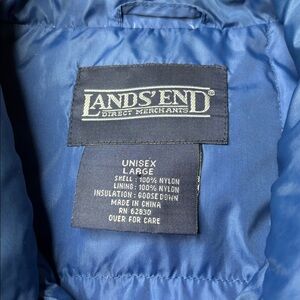 LANDS' END®
DIRECT MERCHANTS
UNISEX
LARGE
SHELL: 100% NYLON
LINING: 100% NYLON
INSULATION: GOOSE DOWN
MADE IN CHINA
RN 62830
OVER FOR CARE